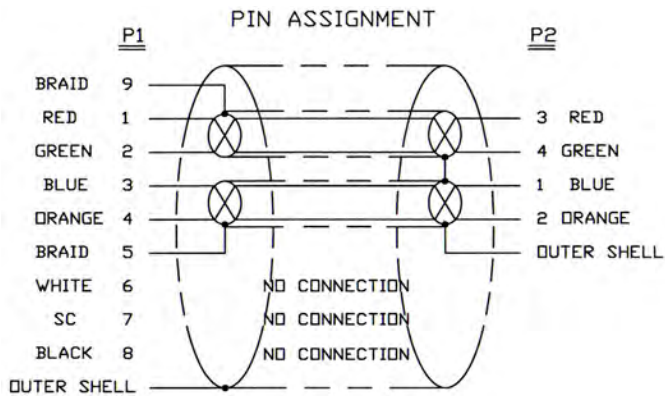 PIN ASSIGNMENT
P1 P2
BRAID 9
RED 1 3 RED
GREEN 2 4 GREEN
BLUE 3 1 BLUE
ORANGE 4 2 ORANGE
BRAID 5 OUTER SHELL
WHITE 6 NO CONNECTION
SC 7 NO CONNECTION
BLACK 8 NO CONNECTION
OUTER SHELL